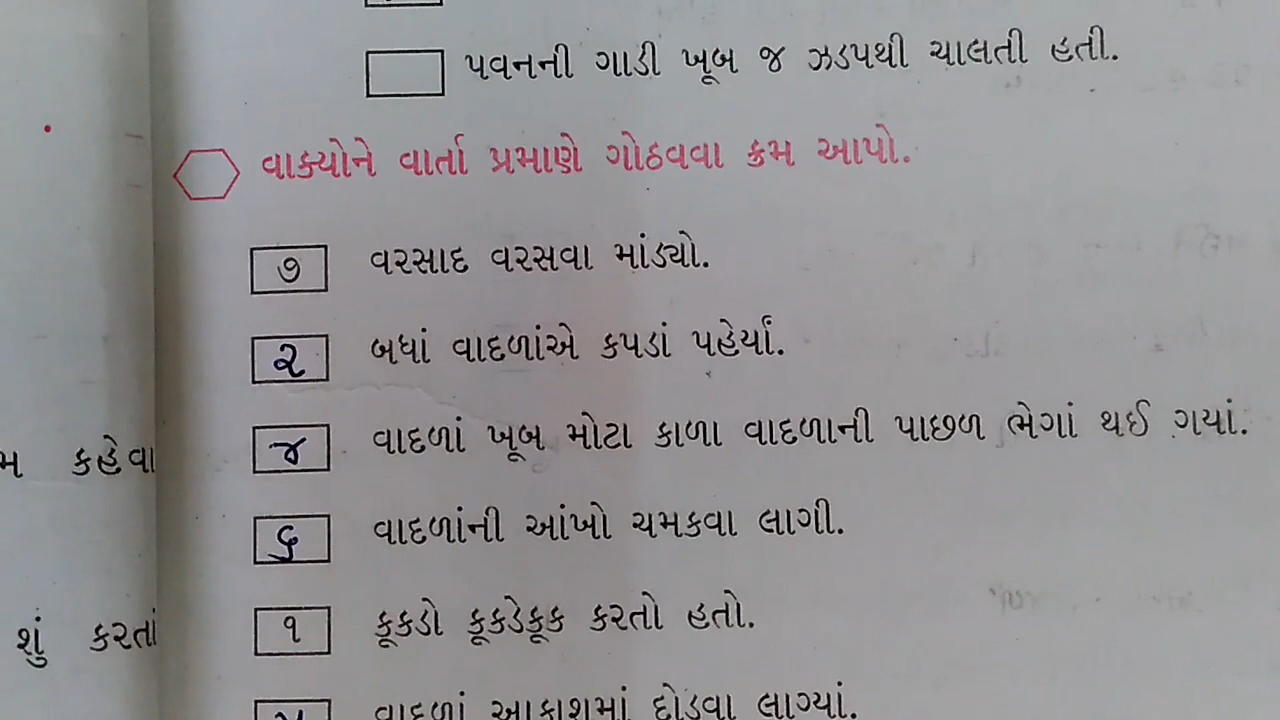 પવનની ગાડી ખૂબ જ ઝડપથી ચાલતી હતી.
વાક્યોને વાર્તા પ્રમાણે ગોઠવવા ક્રમ આપો.
૭ વરસાદ વરસવા માંડ્યો.
૨ બધાં વાદળાંએ કપડાં પહેર્યાં.
૪ વાદળાં ખૂબ મોટા કાળા વાદળાની પાછળ ભેગાં થઈ ગયાં.
મ કહેવા
૬ વાદળાંની આંખો ચમકવા લાગી.
૧ કૂકડો કૂકડેકૂક કરતો હતો.
શું કરતાં
૫ વાદળાં આકાશમાં દોડવા લાગ્યાં.